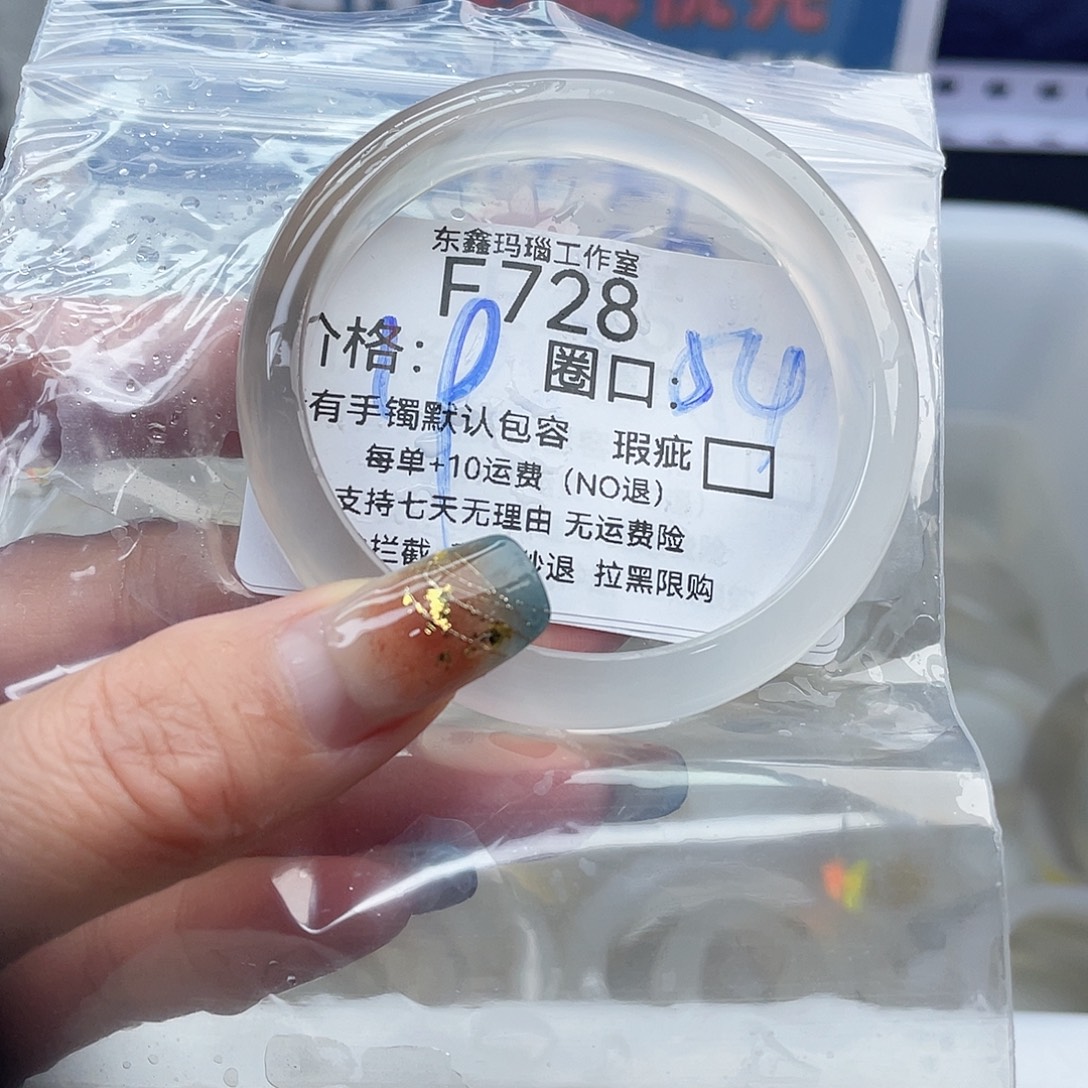 东鑫玛瑙工作室
F728
个格: 圈口: 54
有手镯默认包容 瑕疵
每单+10运费 (NO退)
支持七天无理由 无运费险
拦截 秒退 拉黑限购